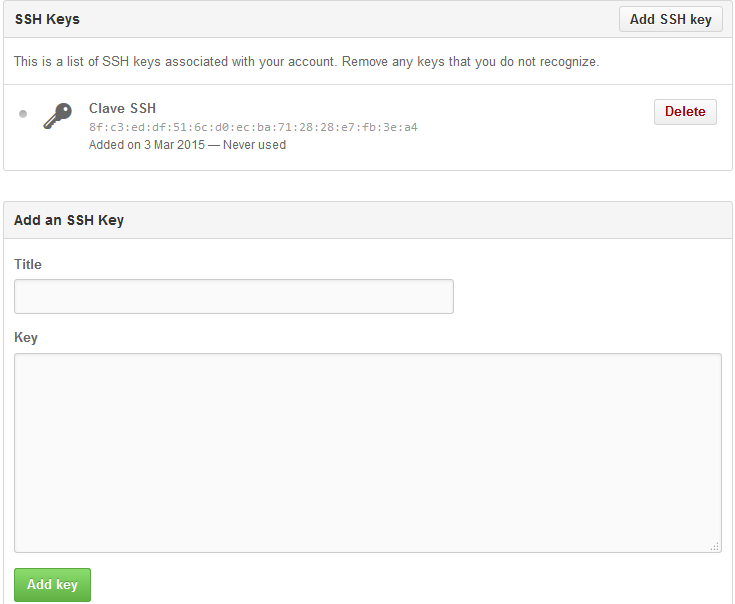 SSH Keys
Add SSH key
This is a list of SSH keys associated with your account. Remove any keys that you do not recognize.
Clave SSH
Delete
8f:c3:ed:df:51:6c:d0:ec:ba:71:28:28:e7:fb:3e:a4
Added on 3 Mar 2015 — Never used
Add an SSH Key
Title
Key
Add key